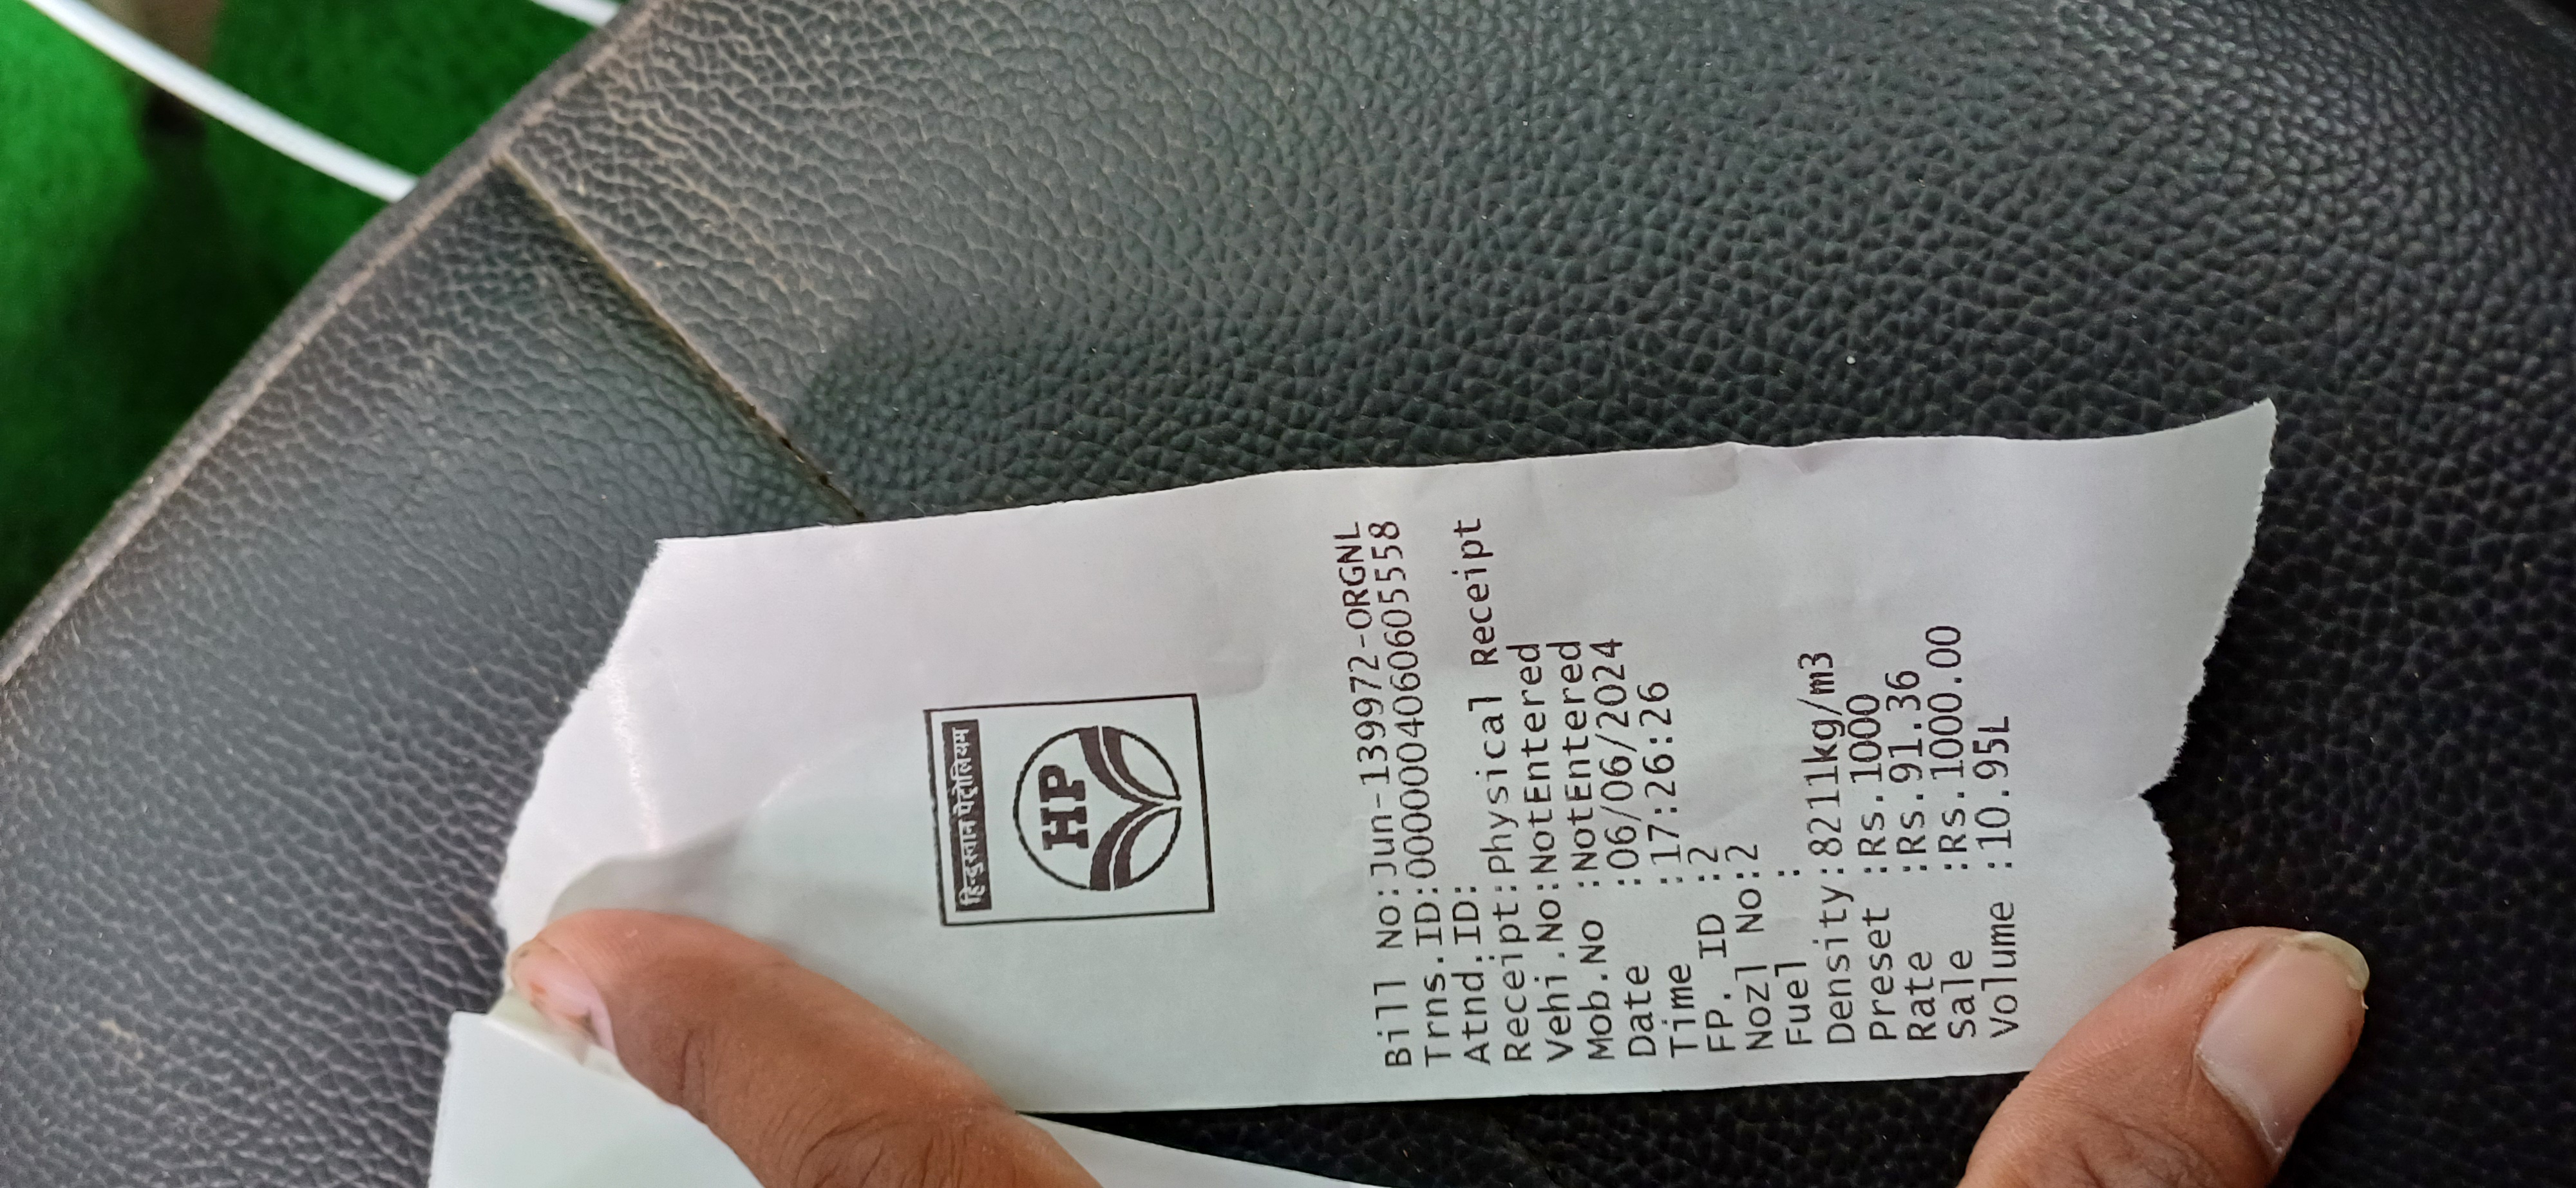 हिन्दुस्तान पेट्रोलियम
HP
Bill No:Jun-139972-ORGNL
Trns.ID:0000004060605558
Atnd.ID:
Receipt:Physical Receipt
Vehi.No:NotEntered
Mob.No :NotEntered
Date :06/06/2024
Time :17:26:26
FP. ID :2
Nozl No:2
Fuel :
Density:8211kg/m3
Preset :Rs.1000
Rate :Rs.91.36
Sale :Rs.1000.00
Volume :10.95L